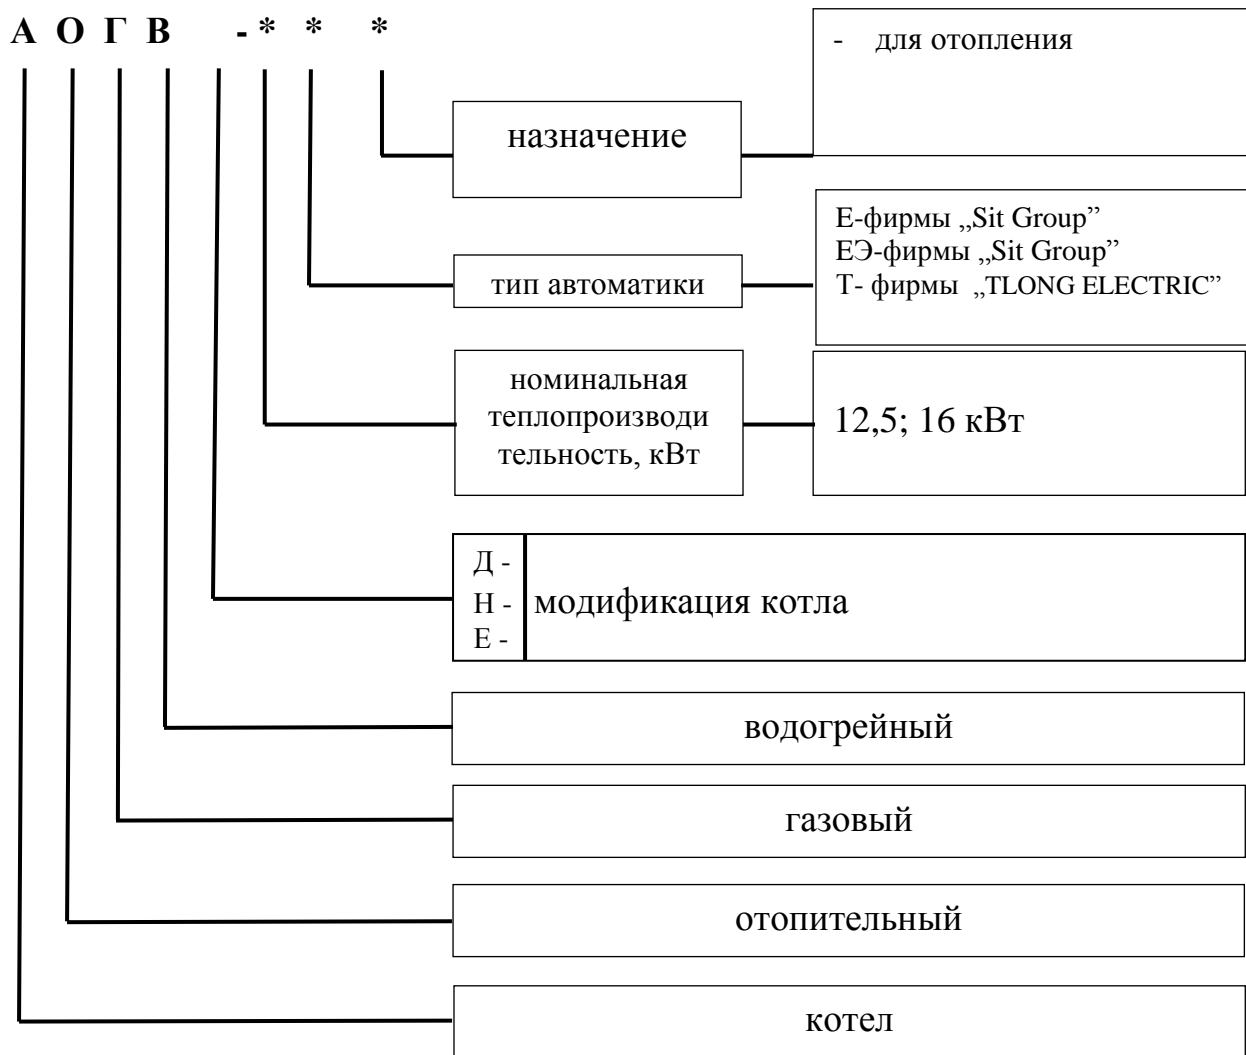 А О Г В - * * *
- для отопления
назначение
Е-фирмы „Sit Group”
ЕЭ-фирмы „Sit Group”
Т- фирмы „TLONG ELECTRIC”
тип автоматики
номинальная
теплопроизводи
тельность, кВт
12,5; 16 кВт
Д -
Н -
Е -
модификация котла
водогрейный
газовый
отопительный
котел